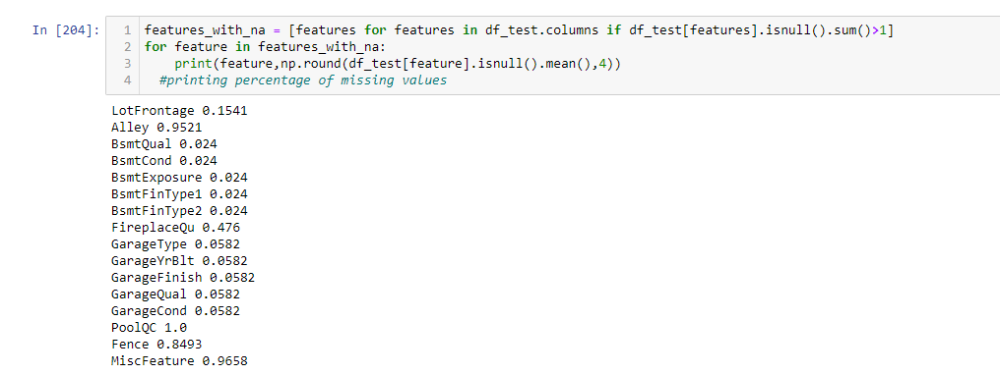 In [204]:
1 features_with_na = [features for features in df_test.columns if df_test[features].isnull().sum()>1]
2 for feature in features_with_na:
3     print(feature,np.round(df_test[feature].isnull().mean(),4))
4   #printing percentage of missing values
LotFrontage 0.1541
Alley 0.9521
BsmtQual 0.024
BsmtCond 0.024
BsmtExposure 0.024
BsmtFinType1 0.024
BsmtFinType2 0.024
FireplaceQu 0.476
GarageType 0.0582
GarageYrBlt 0.0582
GarageFinish 0.0582
GarageQual 0.0582
GarageCond 0.0582
PoolQC 1.0
Fence 0.8493
MiscFeature 0.9658